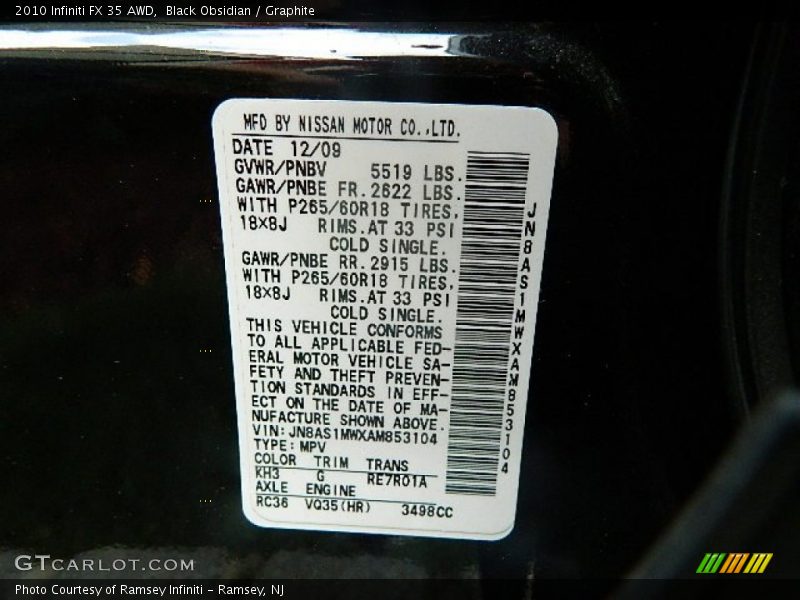 2010 Infiniti FX 35 AWD,  Black Obsidian / Graphite
MFD BY NISSAN MOTOR CO.,LTD.
DATE 12/09
GVWR/PNBV 5519 LBS.
GAWR/PNBE FR. 2622 LBS.
WITH P265/60R18 TIRES,
18X8J RIMS.AT 33 PSI
COLD SINGLE.
GAWR/PNBE RR. 2915 LBS.
WITH P265/60R18 TIRES,
18X8J RIMS.AT 33 PSI
COLD SINGLE.
THIS VEHICLE CONFORMS
TO ALL APPLICABLE FED-
ERAL MOTOR VEHICLE SA-
FETY AND THEFT PREVEN-
TION STANDARDS IN EFF-
ECT ON THE DATE OF MA-
NUFACTURE SHOWN ABOVE.
VIN: JN8AS1MWXAM853104
TYPE: MPV
COLOR TRIM TRANS
KH3 G RE7R01A
AXLE ENGINE
RC36 VQ35(HR) 3498CC
JN8AS1MWXAM853104
GTCARLOT.COM
Photo Courtesy of Ramsey Infiniti - Ramsey, NJ